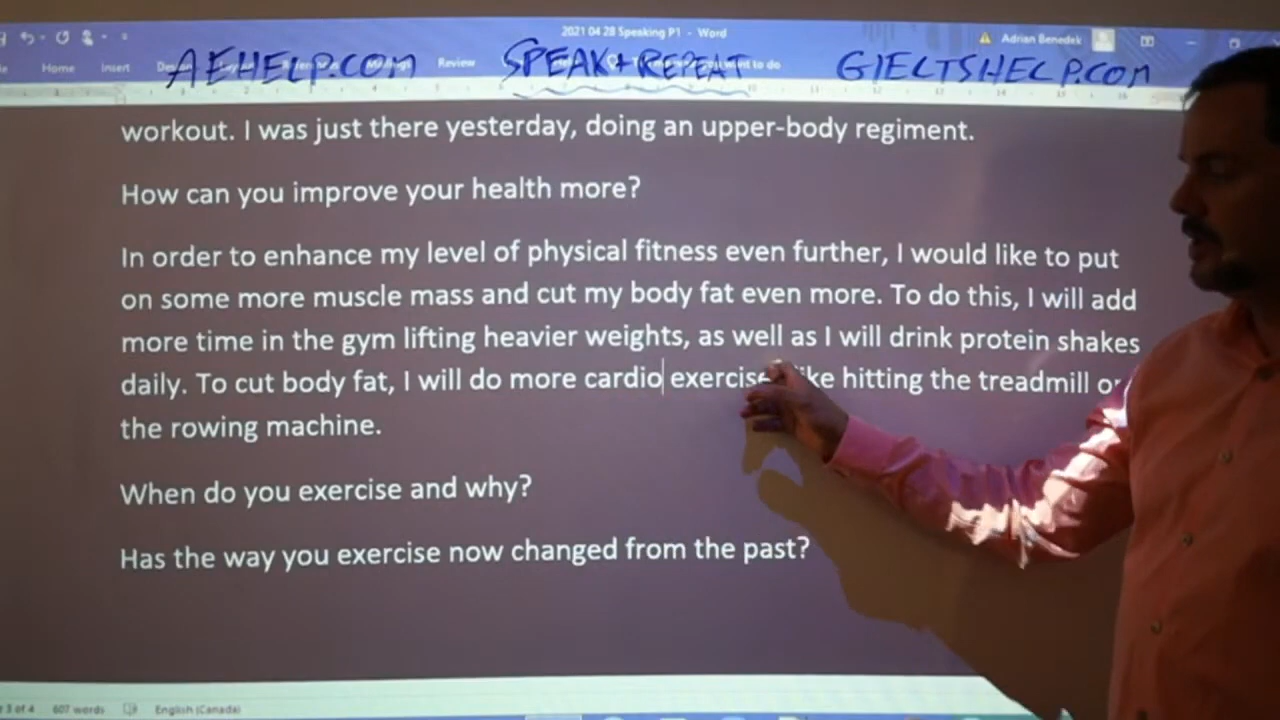 2021 04 28 Speaking P1 - Word
Adrian Benedek
Home Insert Review
to do
AEHELP.COM SPEAK+REPEAT GIELTSHELP.COM
workout. I was just there yesterday, doing an upper-body regiment.
How can you improve your health more?
In order to enhance my level of physical fitness even further, I would like to put
on some more muscle mass and cut my body fat even more. To do this, I will add
more time in the gym lifting heavier weights, as well as I will drink protein shakes
daily. To cut body fat, I will do more cardio exercise like hitting the treadmill or
the rowing machine.
When do you exercise and why?
Has the way you exercise now changed from the past?
3 of 4 607 words English (Canada)